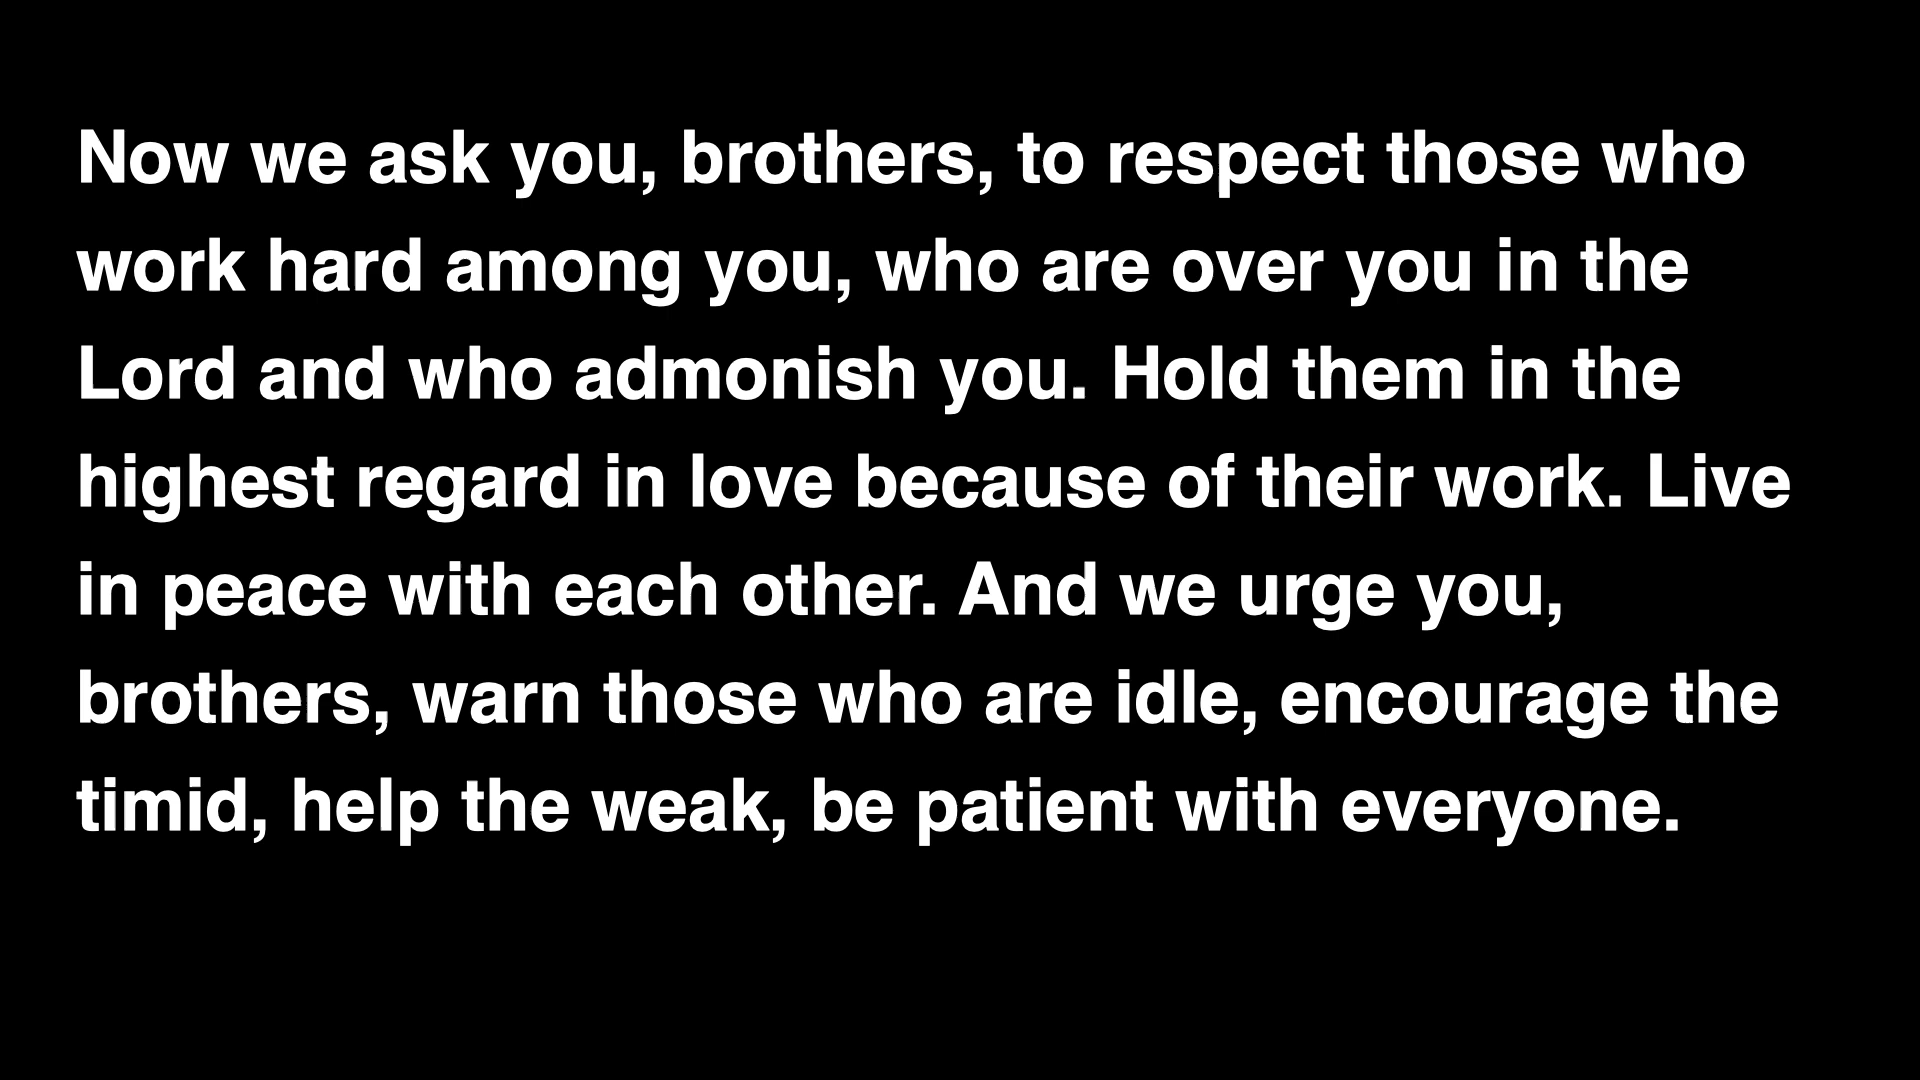 Now we ask you, brothers, to respect those who
work hard among you, who are over you in the
Lord and who admonish you. Hold them in the
highest regard in love because of their work. Live
in peace with each other. And we urge you,
brothers, warn those who are idle, encourage the
timid, help the weak, be patient with everyone.